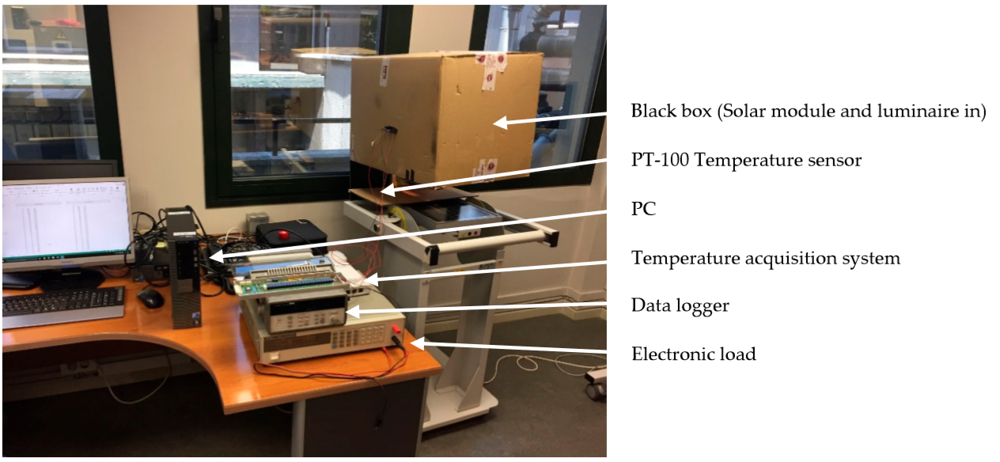 Black box (Solar module and luminaire in)
PT-100 Temperature sensor
PC
Temperature acquisition system
Data logger
Electronic load